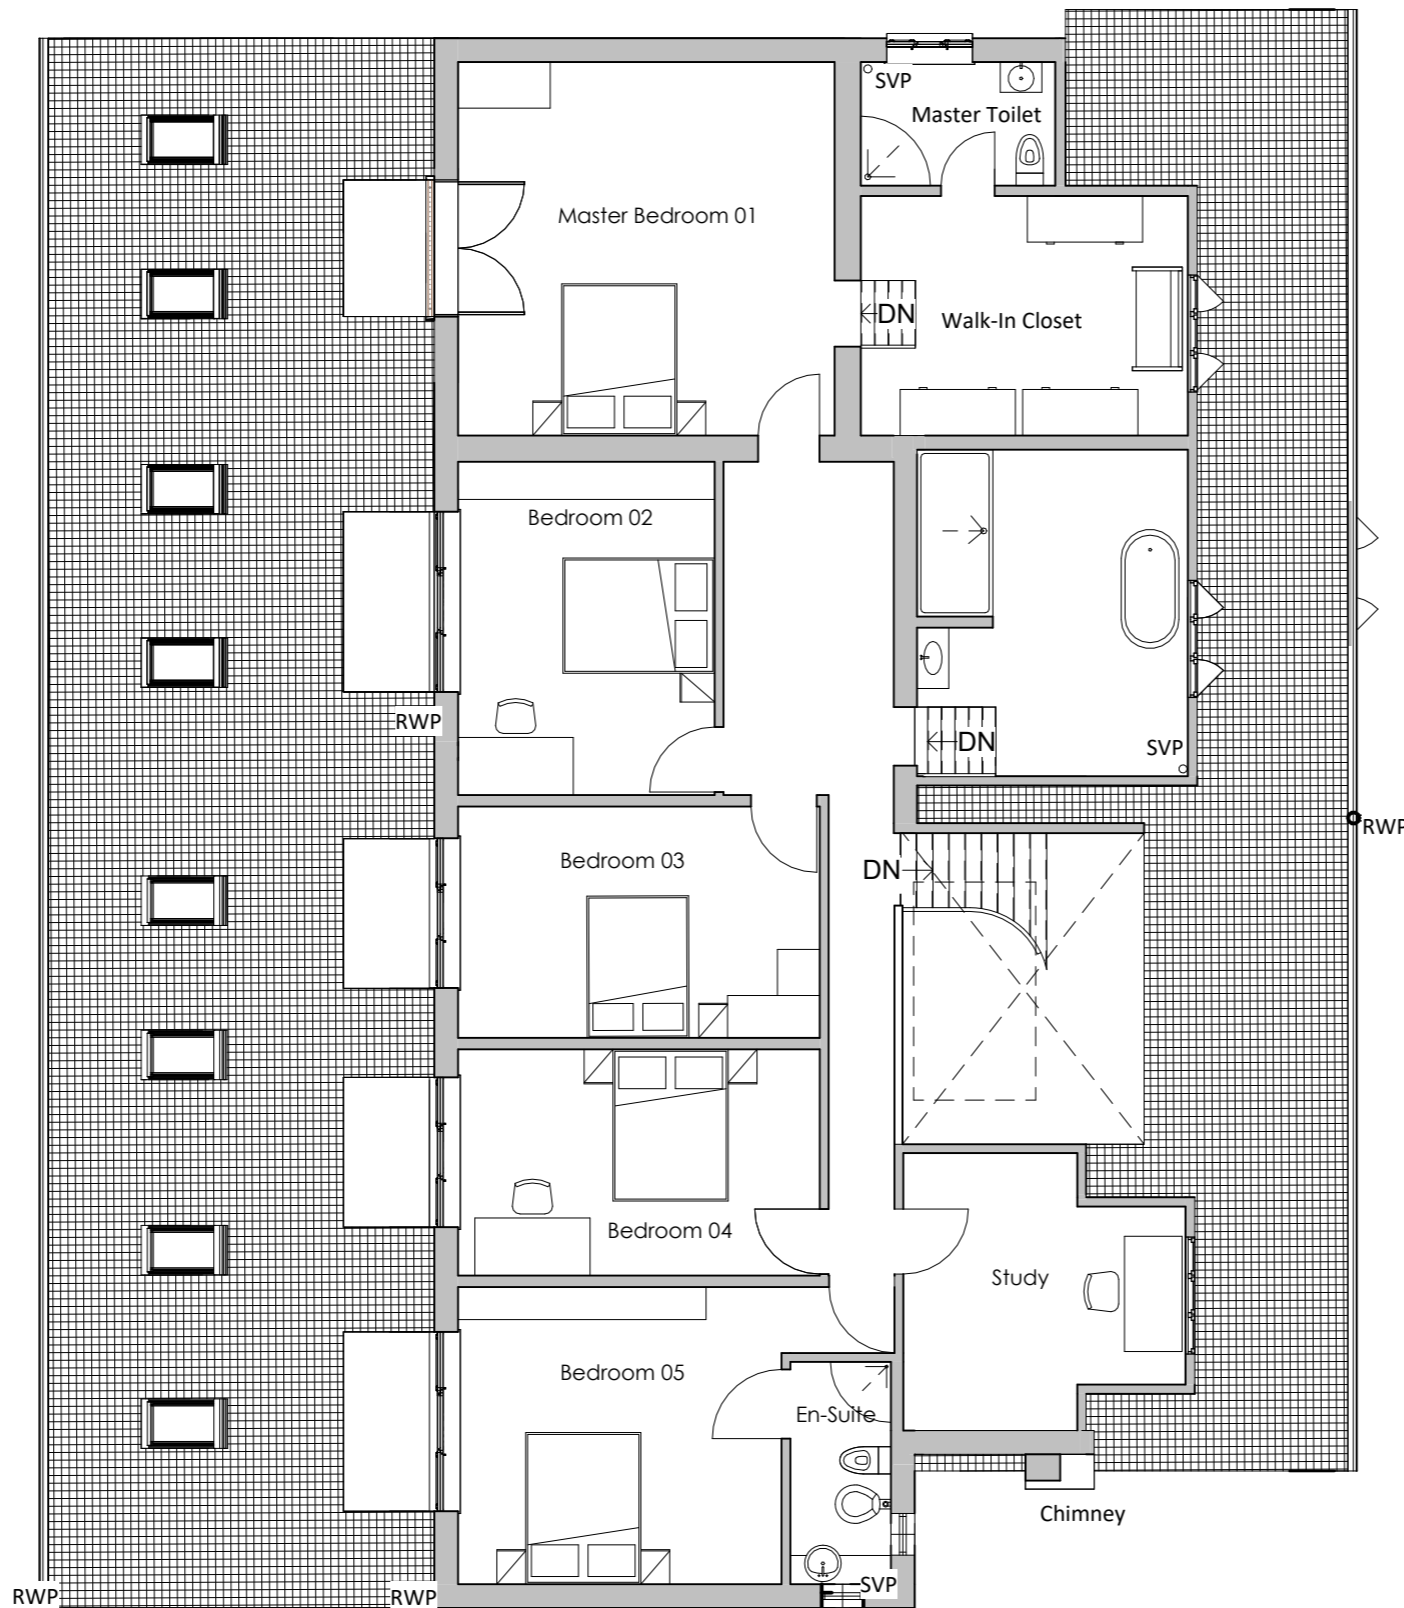 SVP
Master Toilet
Master Bedroom 01
DN
Walk-In Closet
Bedroom 02
RWP
DN
SVP
RWP
Bedroom 03
DN
Bedroom 04
Study
Bedroom 05
En-Suite
Chimney
SVP
RWP
RWP